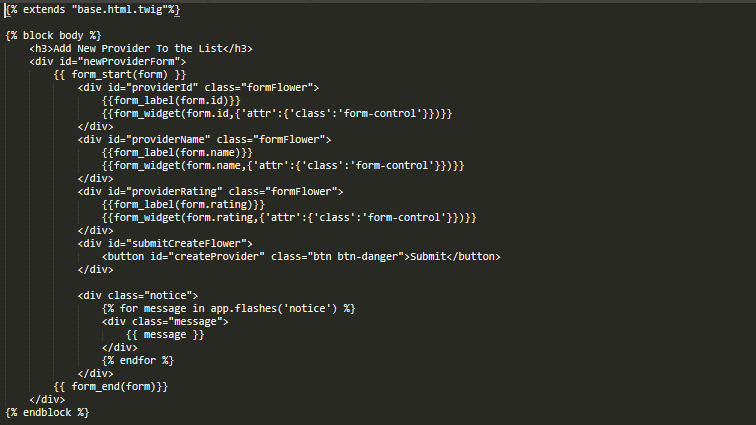 {% extends "base.html.twig"%}

{% block body %}
    <h3>Add New Provider To the List</h3>
    <div id="newProviderForm">
        {{ form_start(form) }}
            <div id="providerId" class="formFlower">
                {{form_label(form.id)}}
                {{form_widget(form.id,{'attr':{'class':'form-control'}})}}
            </div>
            <div id="providerName" class="formFlower">
                {{form_label(form.name)}}
                {{form_widget(form.name,{'attr':{'class':'form-control'}})}}
            </div>
            <div id="providerRating" class="formFlower">
                {{form_label(form.rating)}}
                {{form_widget(form.rating,{'attr':{'class':'form-control'}})}}
            </div>
            <div id="submitCreateFlower">
                <button id="createProvider" class="btn btn-danger">Submit</button>
            </div>

            <div class="notice">
                {% for message in app.flashes('notice') %}
                <div class="message">
                    {{ message }}
                </div>
                {% endfor %}
            </div>
        {{ form_end(form)}}
    </div>
{% endblock %}